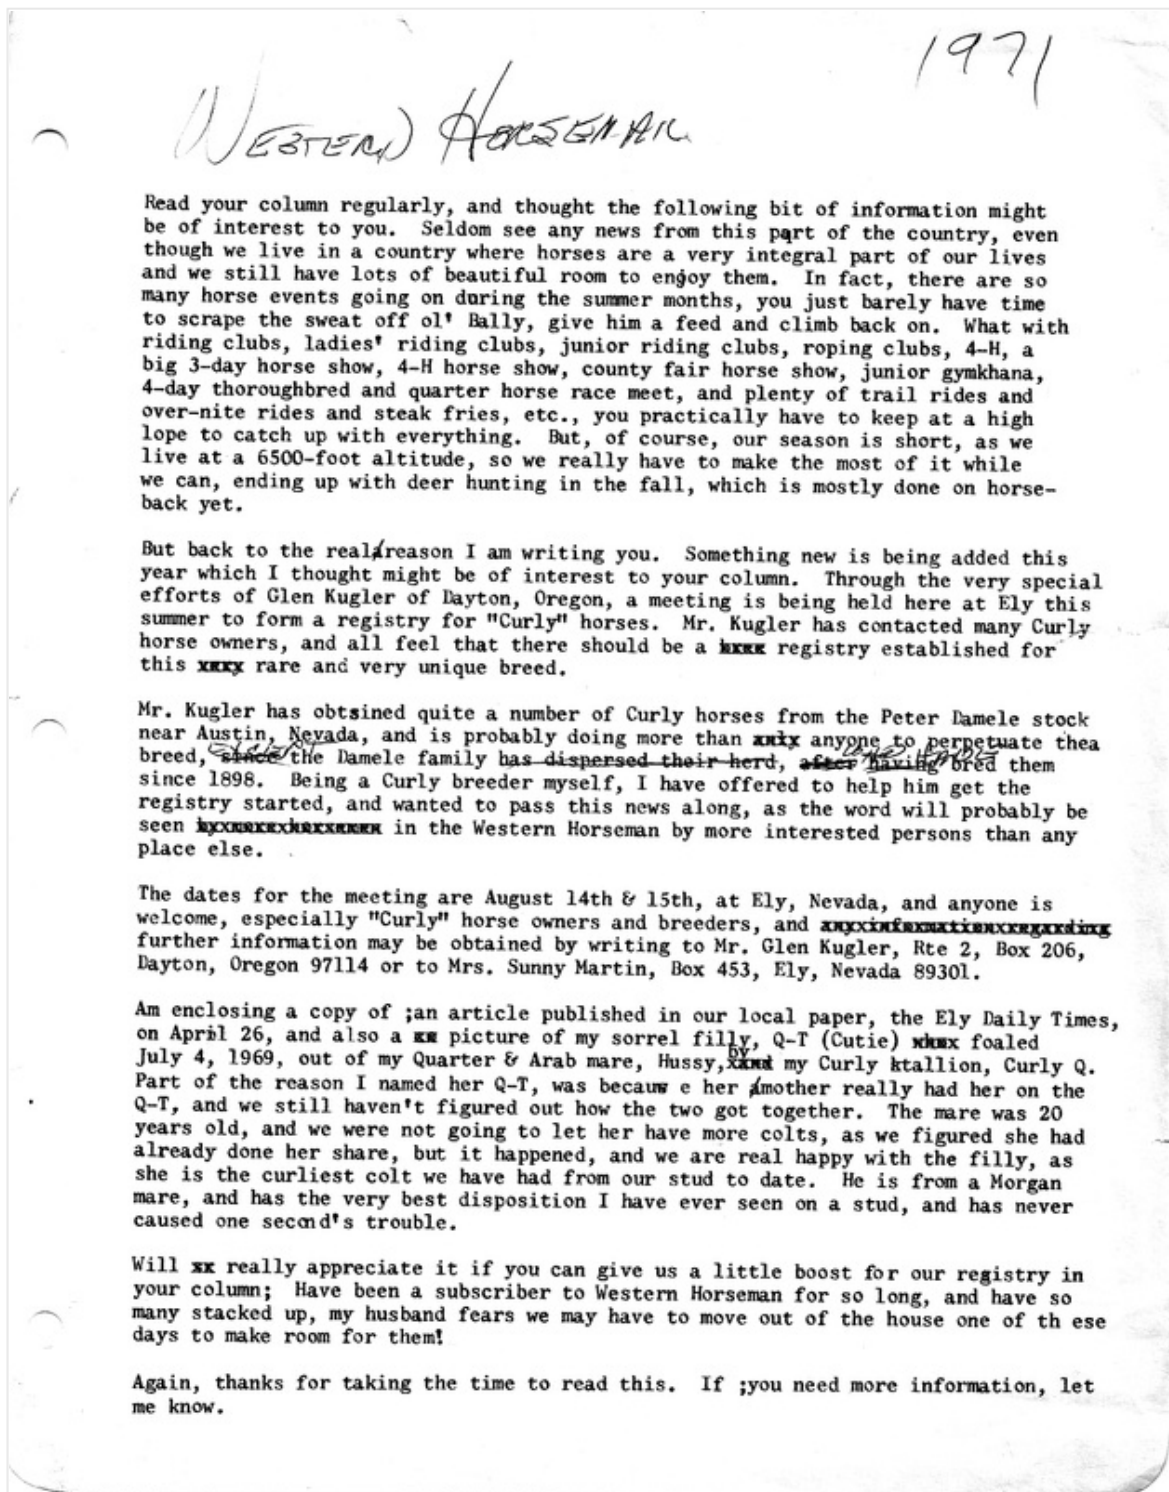 1971
WESTERN HORSEMAN
Read your column regularly, and thought the following bit of information might
be of interest to you.  Seldom see any news from this part of the country, even
though we live in a country where horses are a very integral part of our lives
and we still have lots of beautiful room to enjoy them.  In fact, there are so
many horse events going on during the summer months, you just barely have time
to scrape the sweat off ol' Bally, give him a feed and climb back on.  What with
riding clubs, ladies' riding clubs, junior riding clubs, roping clubs, 4-H, a
big 3-day horse show, 4-H horse show, county fair horse show, junior gymkhana,
4-day thoroughbred and quarter horse race meet, and plenty of trail rides and
over-nite rides and steak fries, etc., you practically have to keep at a high
lope to catch up with everything.  But, of course, our season is short, as we
live at a 6500-foot altitude, so we really have to make the most of it while
we can, ending up with deer hunting in the fall, which is mostly done on horse-
back yet.
But back to the real/reason I am writing you.  Something new is being added this
year which I thought might be of interest to your column.  Through the very special
efforts of Glen Kugler of Dayton, Oregon, a meeting is being held here at Ely this
summer to form a registry for "Curly" horses.  Mr. Kugler has contacted many Curly
horse owners, and all feel that there should be a registry established for
this rare and very unique breed.
Mr. Kugler has obtsined quite a number of Curly horses from the Peter Damele stock
near Austin, Nevada, and is probably doing more than anyone to perpetuate thea
breed, since the Damele family has dispersed their herd, after having bred them
since 1898.  Being a Curly breeder myself, I have offered to help him get the
registry started, and wanted to pass this news along, as the word will probably be
seen in the Western Horseman by more interested persons than any
place else.
The dates for the meeting are August 14th & 15th, at Ely, Nevada, and anyone is
welcome, especially "Curly" horse owners and breeders, and
further information may be obtained by writing to Mr. Glen Kugler, Rte 2, Box 206,
Dayton, Oregon 97114 or to Mrs. Sunny Martin, Box 453, Ely, Nevada 89301.
Am enclosing a copy of ;an article published in our local paper, the Ely Daily Times,
on April 26, and also a picture of my sorrel filly, Q-T (Cutie) foaled
July 4, 1969, out of my Quarter & Arab mare, Hussy, by my Curly ktallion, Curly Q.
Part of the reason I named her Q-T, was becauw e her mother really had her on the
Q-T, and we still haven't figured out how the two got together.  The mare was 20
years old, and we were not going to let her have more colts, as we figured she had
already done her share, but it happened, and we are real happy with the filly, as
she is the curliest colt we have had from our stud to date.  He is from a Morgan
mare, and has the very best disposition I have ever seen on a stud, and has never
caused one second's trouble.
Will really appreciate it if you can give us a little boost for our registry in
your column;  Have been a subscriber to Western Horseman for so long, and have so
many stacked up, my husband fears we may have to move out of the house one of th ese
days to make room for them!
Again, thanks for taking the time to read this.  If ;you need more information, let
me know.